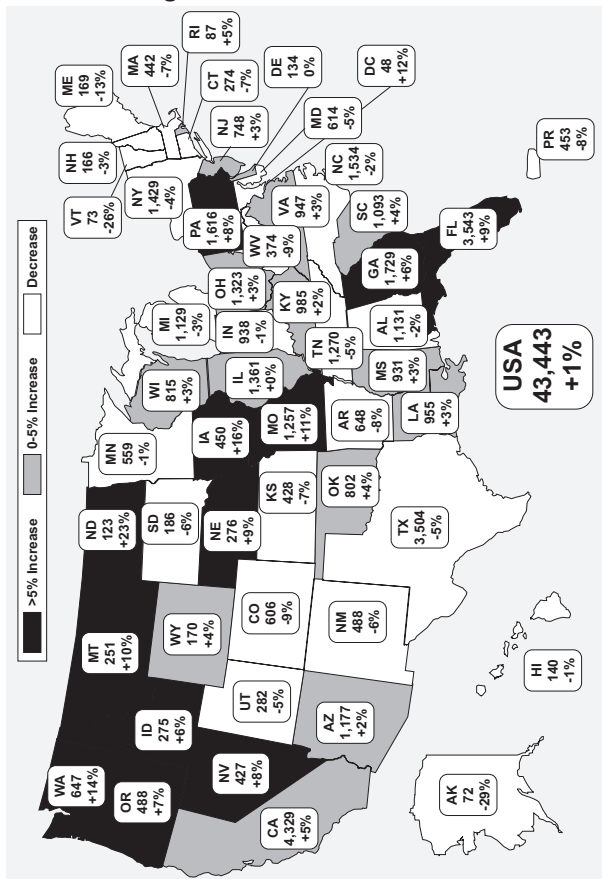 >5% Increase
0-5% Increase
Decrease
WA
647
+14%
OR
488
+7%
CA
4,329
+5%
NV
427
+8%
ID
275
+6%
MT
251
+10%
WY
170
+4%
UT
282
-5%
AZ
1,177
+2%
CO
606
-9%
NM
488
-6%
ND
123
+23%
SD
186
-6%
NE
276
+9%
KS
428
-7%
OK
802
+4%
TX
3,504
-5%
MN
559
-1%
IA
450
+16%
MO
1,257
+11%
AR
648
-8%
LA
955
+3%
WI
815
+3%
IL
1,361
+0%
MI
1,129
-3%
IN
938
-1%
OH
1,323
+3%
KY
985
+2%
TN
1,270
-5%
MS
931
+3%
AL
1,131
-2%
GA
1,729
+6%
FL
3,543
+9%
SC
1,093
+4%
NC
1,534
-2%
VA
947
+3%
WV
374
-9%
PA
1,616
+8%
NY
1,429
-4%
VT
73
-26%
NH
166
-3%
ME
169
-13%
MA
442
-7%
RI
87
+5%
CT
274
-7%
NJ
748
+3%
DE
134
0%
MD
614
-5%
DC
48
+12%
PR
453
-8%
AK
72
-29%
HI
140
-1%
USA
43,443
+1%